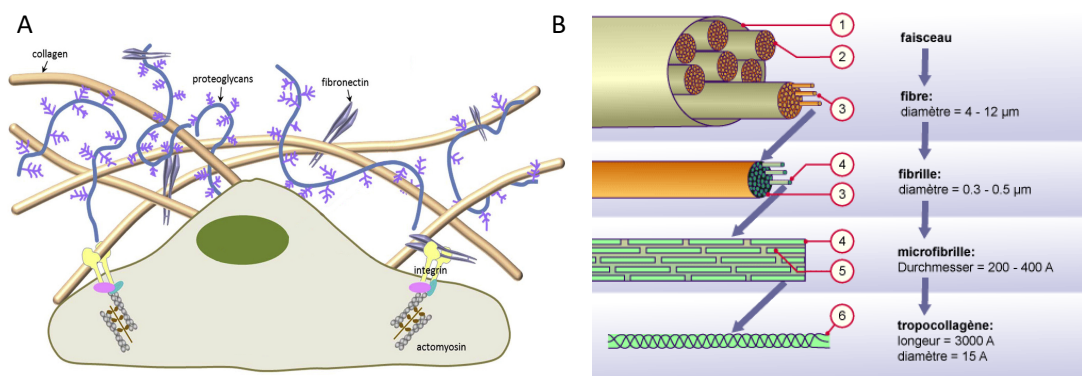 A
collagen
proteoglycans
fibronectin
integrin
actomyosin
B
1
2
3
4
3
4
5
6
faisceau
fibre:
diamètre = 4 - 12 µm
fibrille:
diamètre = 0.3 - 0.5 µm
microfibrille:
Durchmesser = 200 - 400 A
tropocollagène:
longeur = 3000 A
diamètre = 15 A